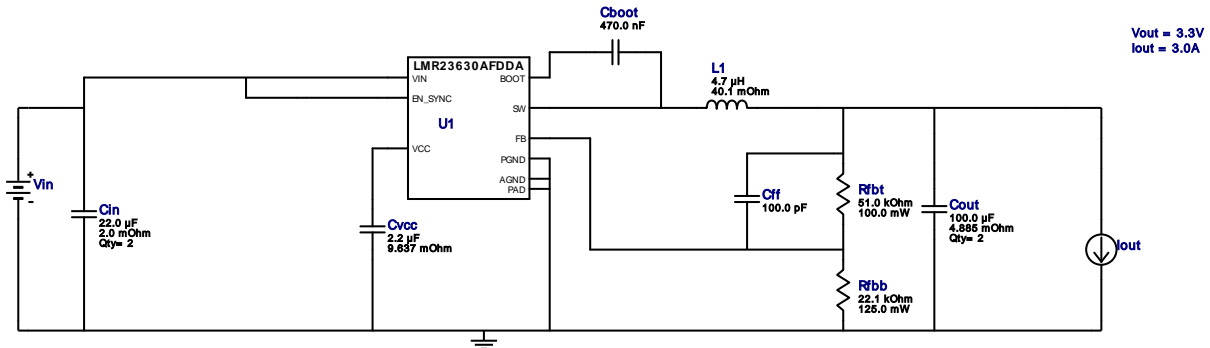 Cboot
470.0 nF
Vout = 3.3V
Iout = 3.0A
LMR23630AFDDA
VIN
BOOT
EN_SYNC
SW
U1
FB
VCC
PGND
AGND
PAD
L1
4.7 µH
40.1 mOhm
+
Vin
-
Cin
22.0 µF
2.0 mOhm
Qty= 2
Cvcc
2.2 µF
9.637 mOhm
Cff
100.0 pF
Rfbt
51.0 kOhm
100.0 mW
Cout
100.0 µF
4.885 mOhm
Qty= 2
Iout
Rfbb
22.1 kOhm
125.0 mW